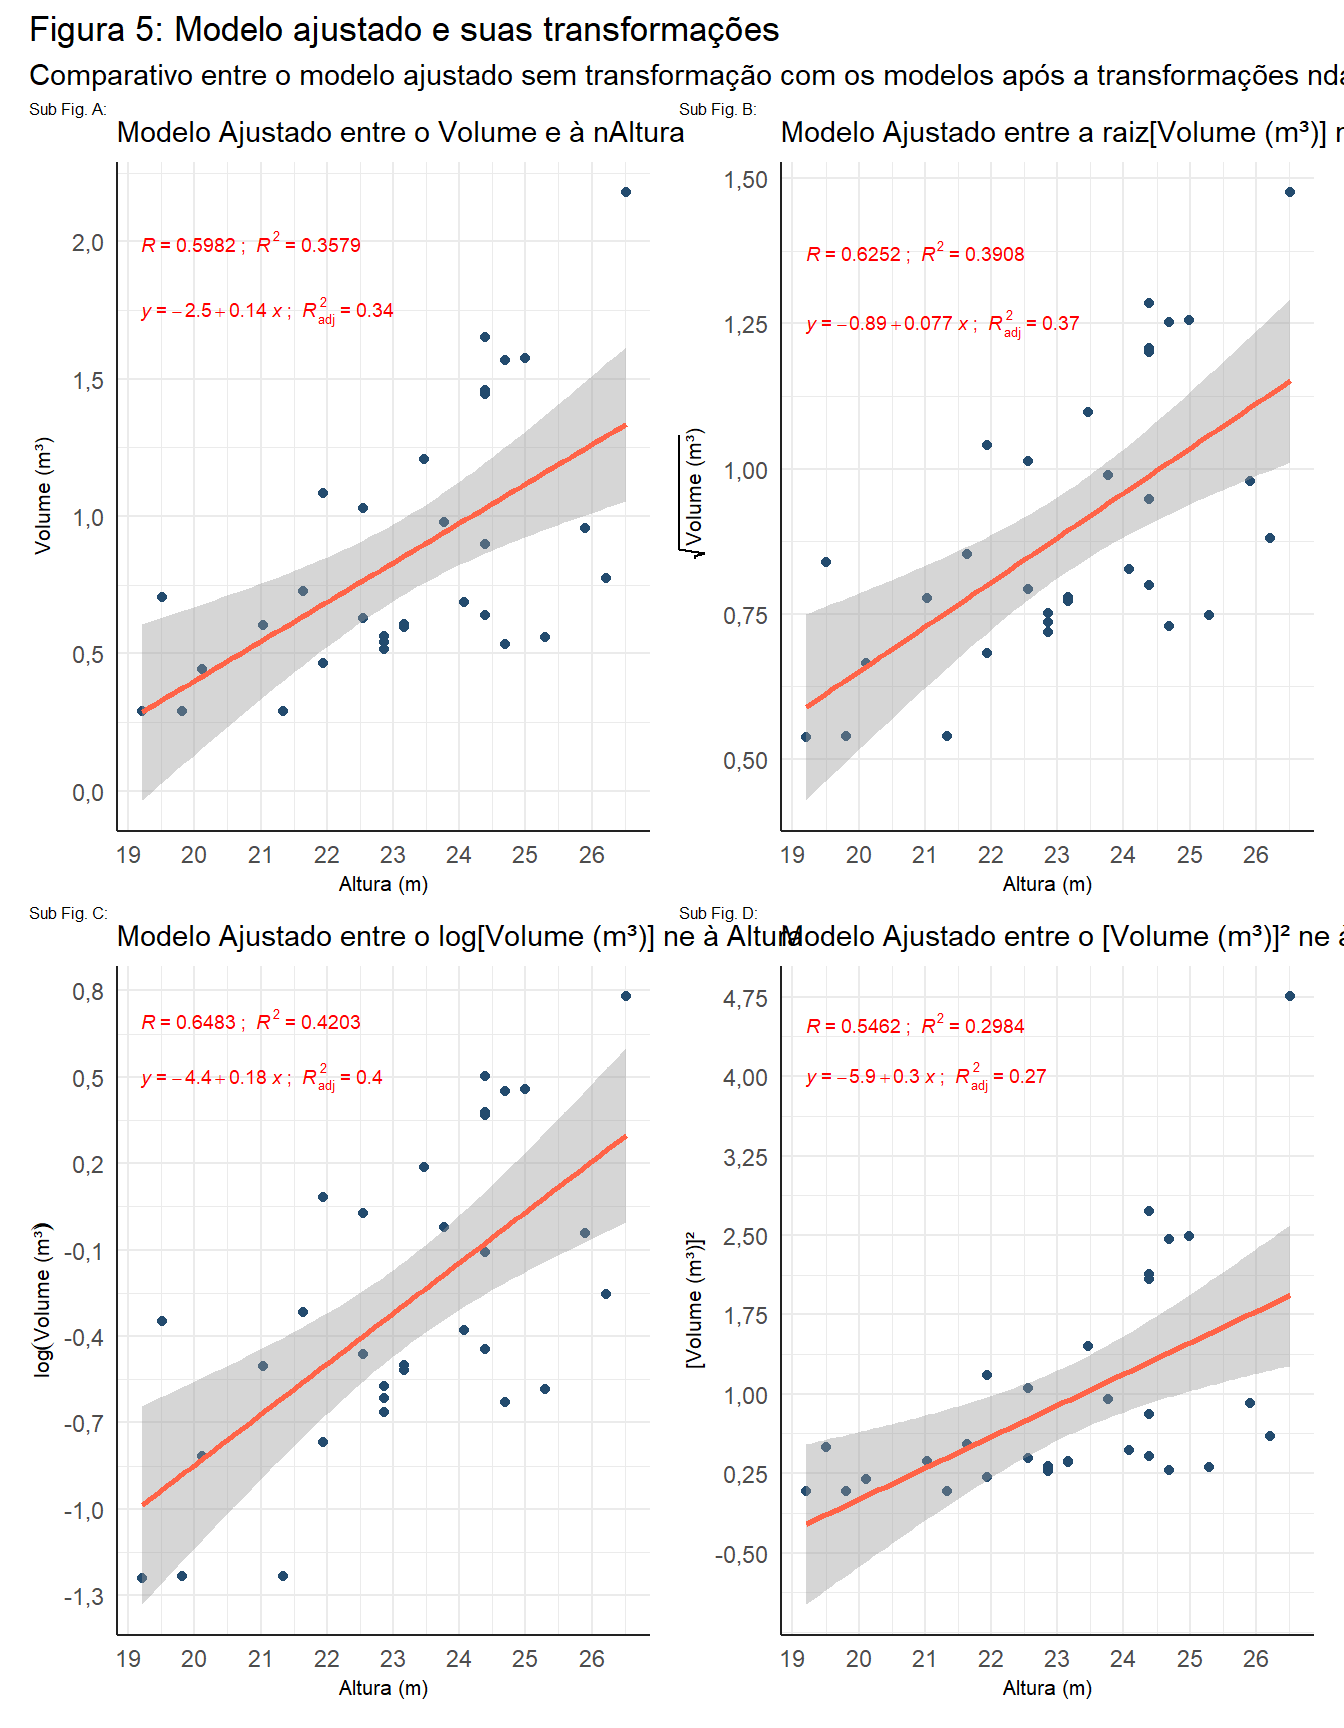 Figura 5: Modelo ajustado e suas transformações
Comparativo entre o modelo ajustado sem transformação com os modelos após a transformações nda
Sub Fig. A:
Modelo Ajustado entre o Volume e à nAltura
R = 0.5982 ; R² = 0.3579
y = −2.5 + 0.14 x ; R²adj = 0.34
Volume (m³)
2,0
1,5
1,0
0,5
0,0
19 20 21 22 23 24 25 26
Altura (m)
Sub Fig. B:
Modelo Ajustado entre a raiz[Volume (m³)] n
R = 0.6252 ; R² = 0.3908
y = −0.89 + 0.077 x ; R²adj = 0.37
√Volume (m³)
1,50
1,25
1,00
0,75
0,50
19 20 21 22 23 24 25 26
Altura (m)
Sub Fig. C:
Modelo Ajustado entre o log[Volume (m³)] ne à Altura
R = 0.6483 ; R² = 0.4203
y = −4.4 + 0.18 x ; R²adj = 0.4
log(Volume (m³)
0,8
0,5
0,2
-0,1
-0,4
-0,7
-1,0
-1,3
19 20 21 22 23 24 25 26
Altura (m)
Sub Fig. D:
Modelo Ajustado entre o [Volume (m³)]² ne à
R = 0.5462 ; R² = 0.2984
y = −5.9 + 0.3 x ; R²adj = 0.27
[Volume (m³)]²
4,75
4,00
3,25
2,50
1,75
1,00
0,25
-0,50
19 20 21 22 23 24 25 26
Altura (m)